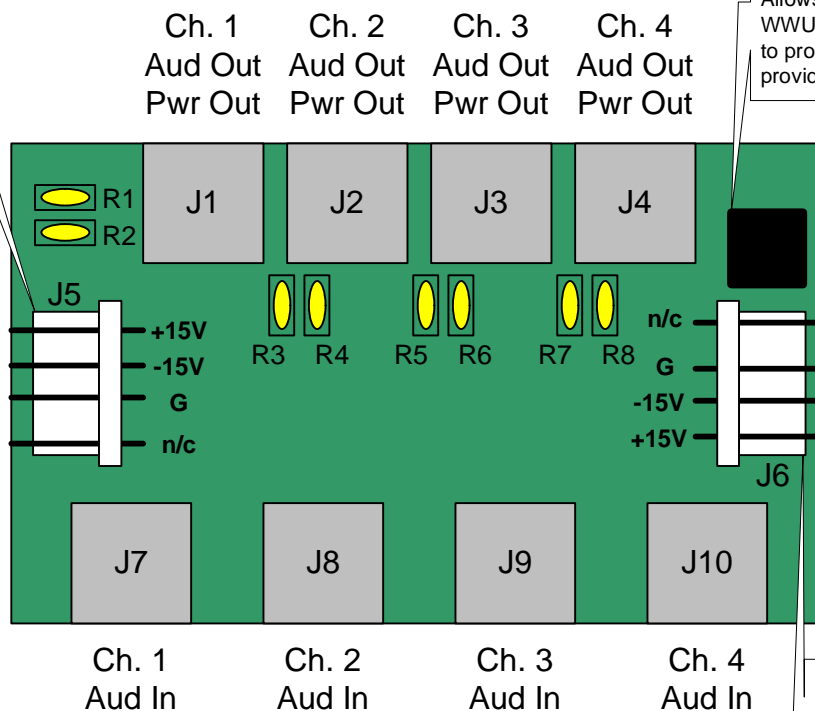 Ch. 1 Ch. 2 Ch. 3 Ch. 4
Aud Out Aud Out Aud Out Aud Out
Pwr Out Pwr Out Pwr Out Pwr Out
WWU
to
R1 J1 J2 J3 J4
R2
J5
R3 R4 R5 R6 R7 R8
+15V
-15V
G
n/c
n/c
G
-15V
+15V
J6
J7 J8 J9 J10
Ch. 1 Ch. 2 Ch. 3 Ch. 4
Aud In Aud In Aud In Aud In